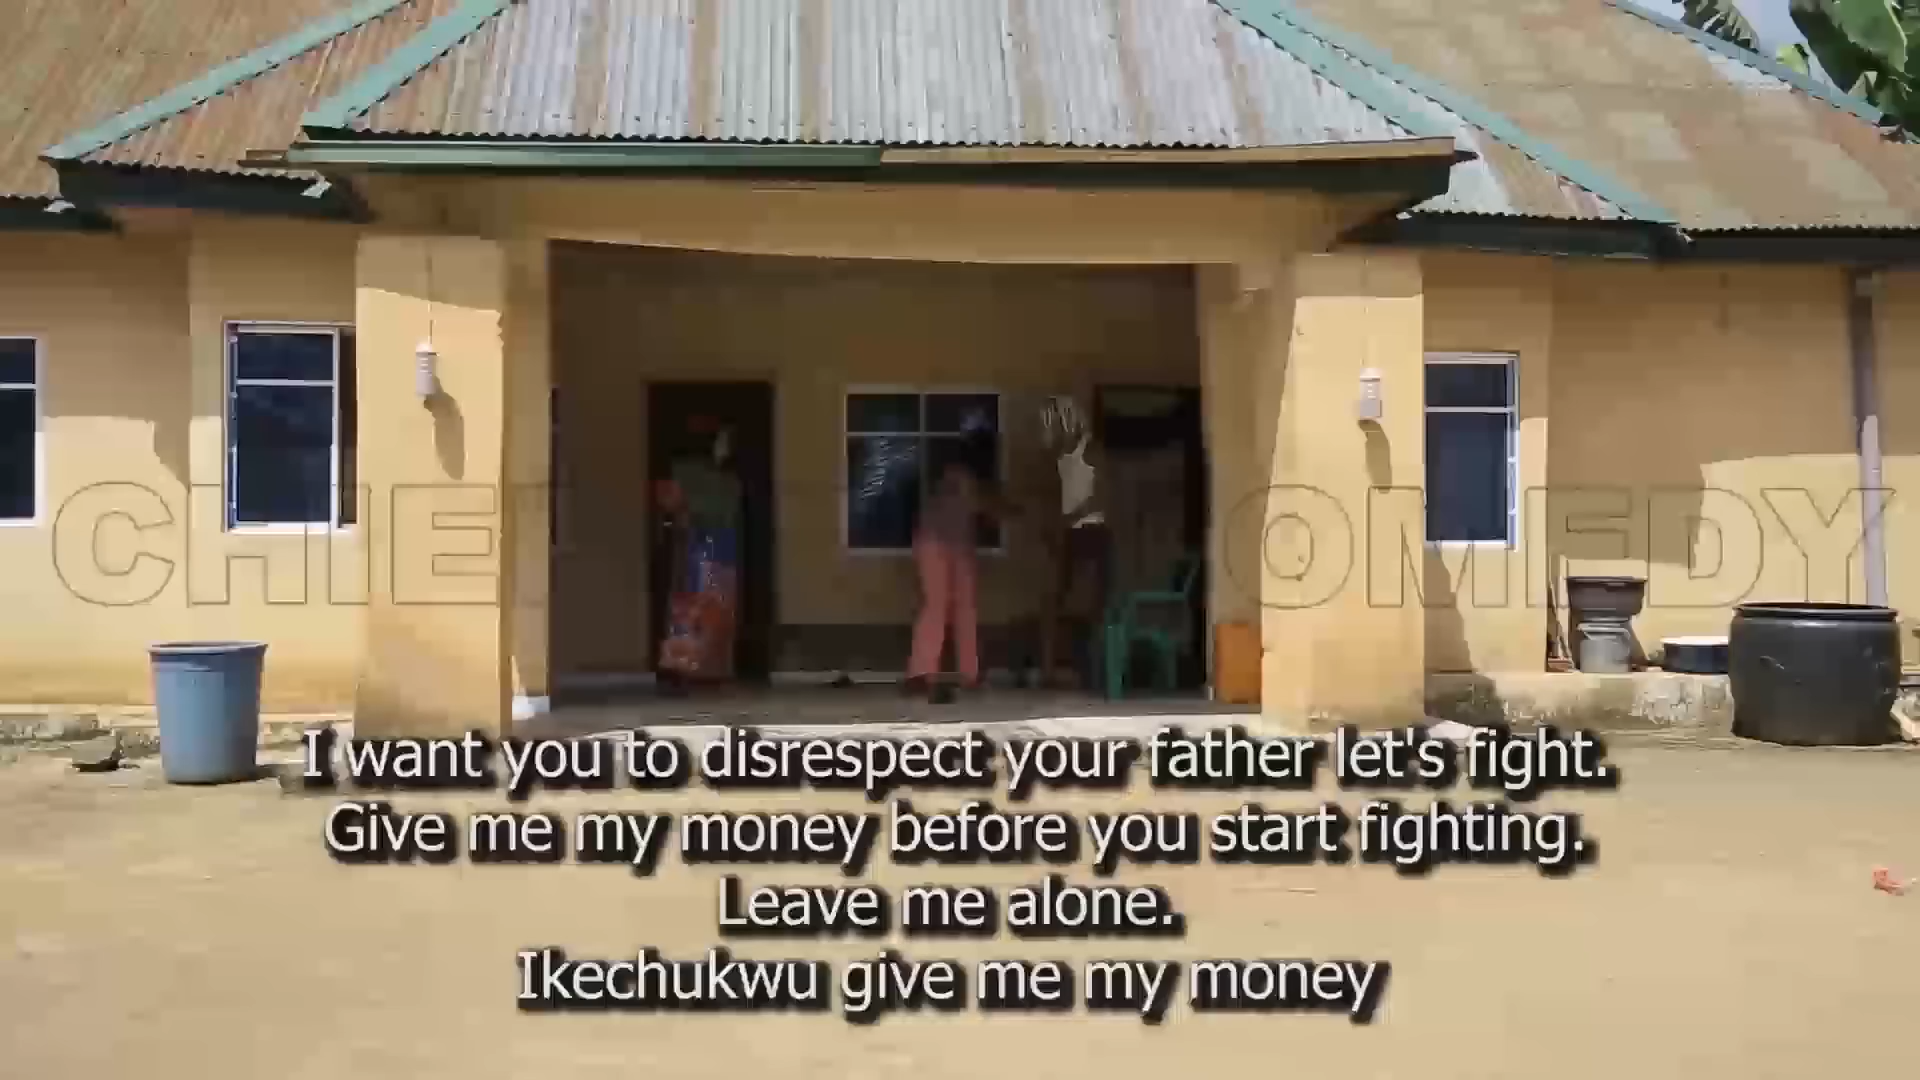 COMEDY
I want you to disrespect your father let's fight.
Give me my money before you start fighting.
Leave me alone.
Ikechukwu give me my money